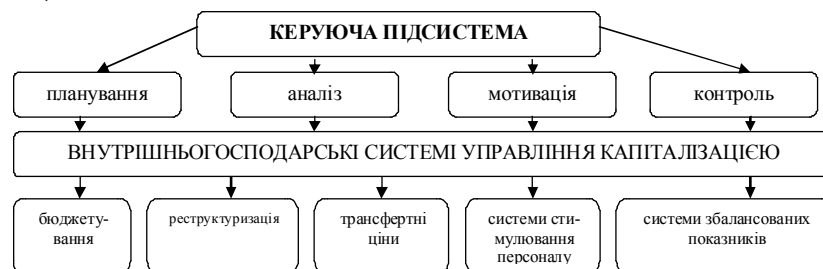 КЕРУЮЧА ПІДСИСТЕМА
планування
аналіз
мотивація
контроль
ВНУТРІШНЬОГОСПОДАРСЬКІ СИСТЕМІ УПРАВЛІННЯ КАПІТАЛІЗАЦІЄЮ
бюджету-
вання
реструктуризація
трансфертні
ціни
системи сти-
мулювання
персоналу
системи збалансованих
показників